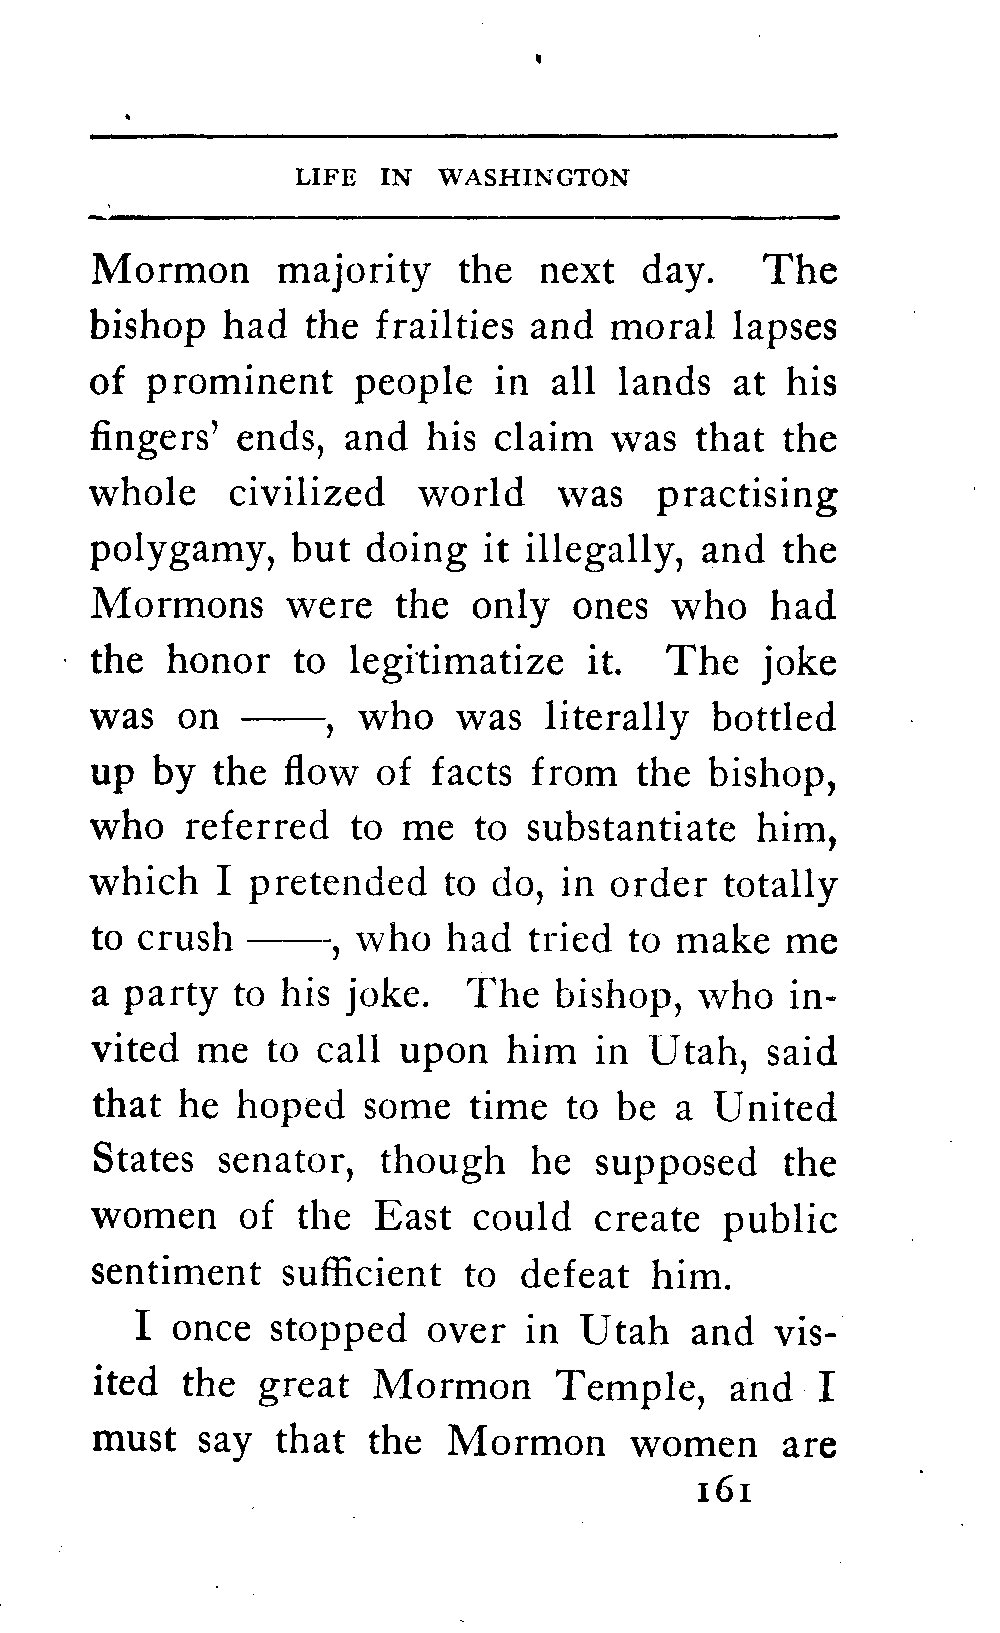 LIFE IN WASHINGTON
Mormon majority the next day. The
bishop had the frailties and moral lapses
of prominent people in all lands at his
fingers' ends, and his claim was that the
whole civilized world was practising
polygamy, but doing it illegally, and the
Mormons were the only ones who had
the honor to legitimatize it. The joke
was on ——, who was literally bottled
up by the flow of facts from the bishop,
who referred to me to substantiate him,
which I pretended to do, in order totally
to crush ——, who had tried to make me
a party to his joke. The bishop, who in-
vited me to call upon him in Utah, said
that he hoped some time to be a United
States senator, though he supposed the
women of the East could create public
sentiment sufficient to defeat him.
I once stopped over in Utah and vis-
ited the great Mormon Temple, and I
must say that the Mormon women are
161